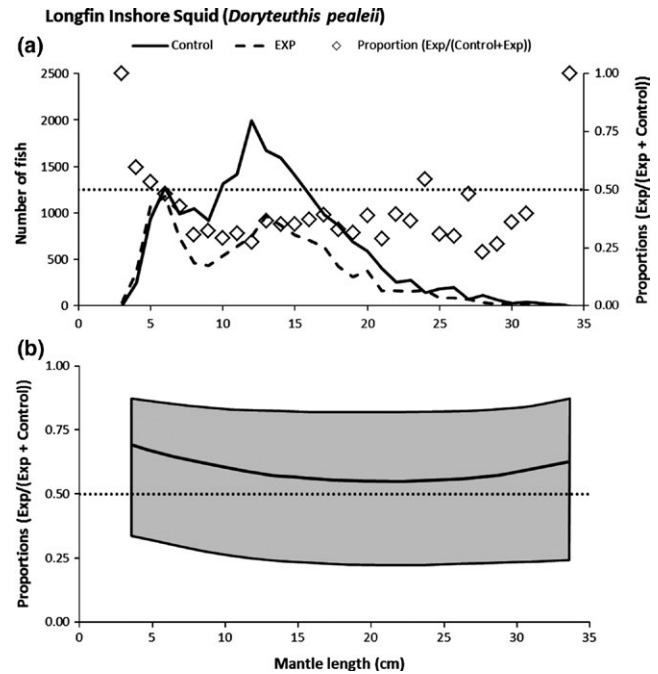 Longfin Inshore Squid (Doryteuthis pealeii)
(a)
Control EXP Proportion (Exp/(Control+Exp))
Number of fish
2500
2000
1500
1000
500
0
1.00
0.75
0.50
0.25
0.00
Proportions (Exp/(Exp + Control))
0 5 10 15 20 25 30 35
(b)
Proportions (Exp/(Exp + Control))
1.00
0.75
0.50
0.25
0.00
0 5 10 15 20 25 30 35
Mantle length (cm)